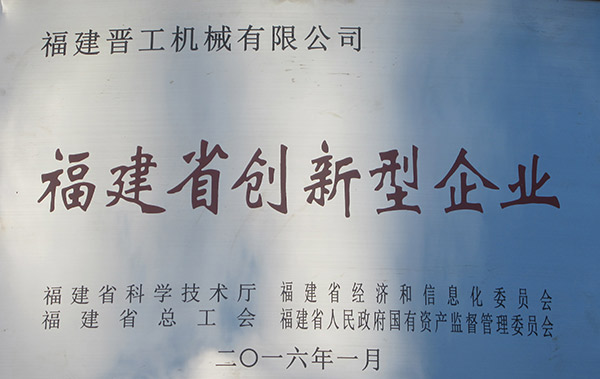 福建晋工机械有限公司
福建省创新型企业
福建省科学技术厅 福建省经济和信息化委员会
福建省总工会 福建省人民政府国有资产监督管理委员会
二〇一六年一月